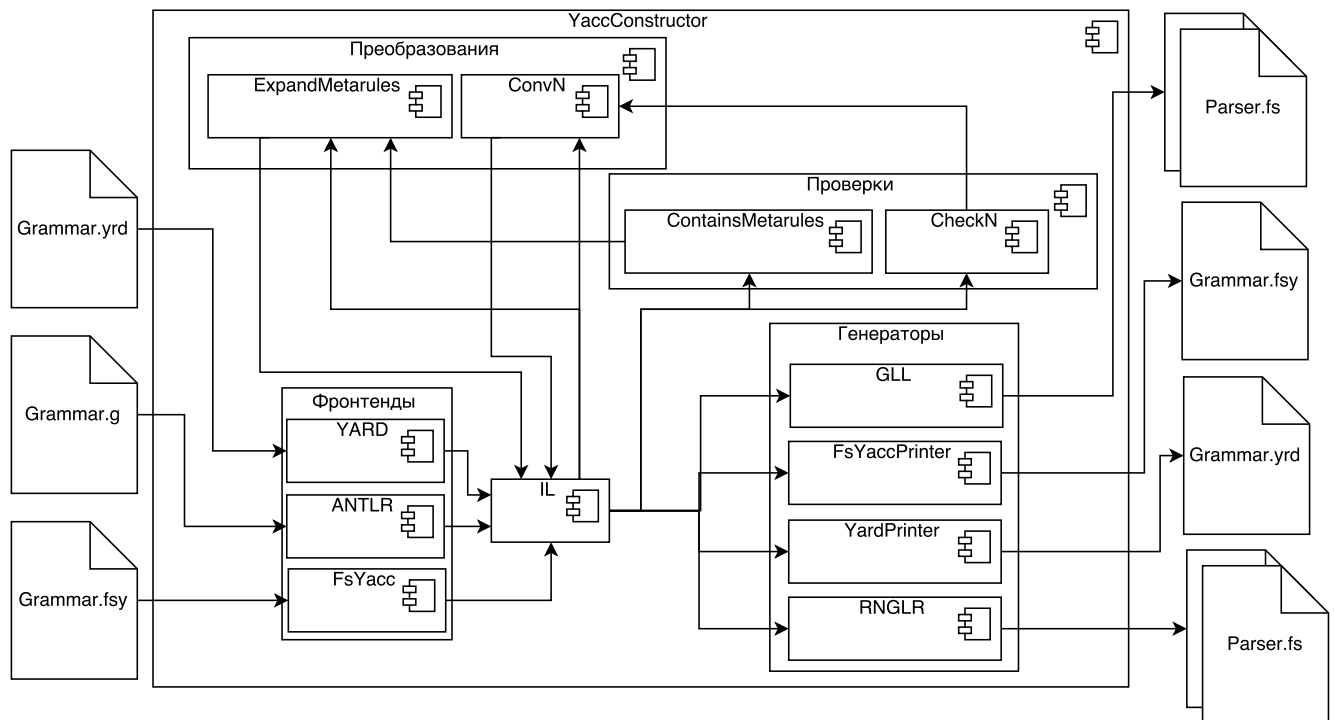 YaccConstructor
Преобразования
ExpandMetarules
ConvN
Parser.fs
Проверки
ContainsMetarules
CheckN
Grammar.yrd
Grammar.fsy
Генераторы
GLL
Фронтенды
Grammar.g
YARD
FsYaccPrinter
Grammar.yrd
IL
ANTLR
YardPrinter
FsYacc
Grammar.fsy
RNGLR
Parser.fs